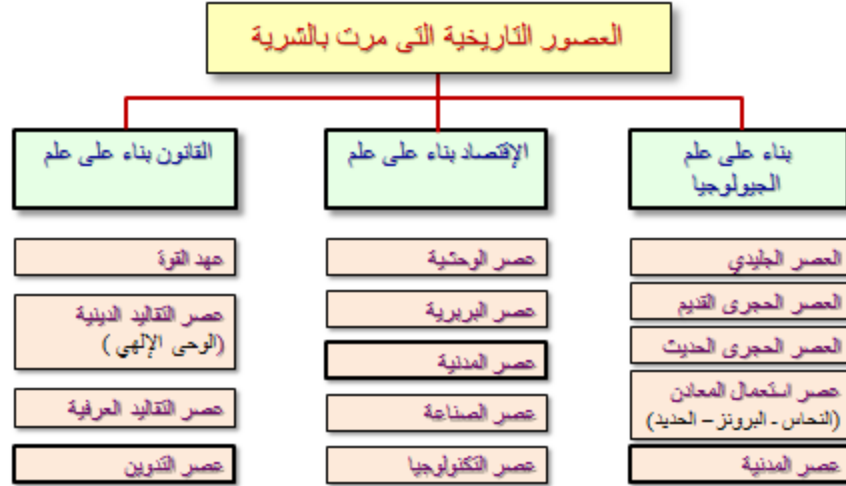 العصور التاريخية التى مرت بالشرية
بناء على علم
الجيولوجيا
العصر الجليدي
العصر الحجرى القديم
العصر الحجرى الحديث
عصر استعمال المعادن
(النحاس - البرونز – الحديد)
عصر المدنية
الإقتصاد بناء على علم
عصر الوحشية
عصر البربرية
عصر المدنية
عصر الصناعة
عصر التكنولوجيا
القانون بناء على علم
عهد القوة
عصر التقاليد الدينية
(الوحى الإلهي )
عصر التقاليد العرفية
عصر التدوين